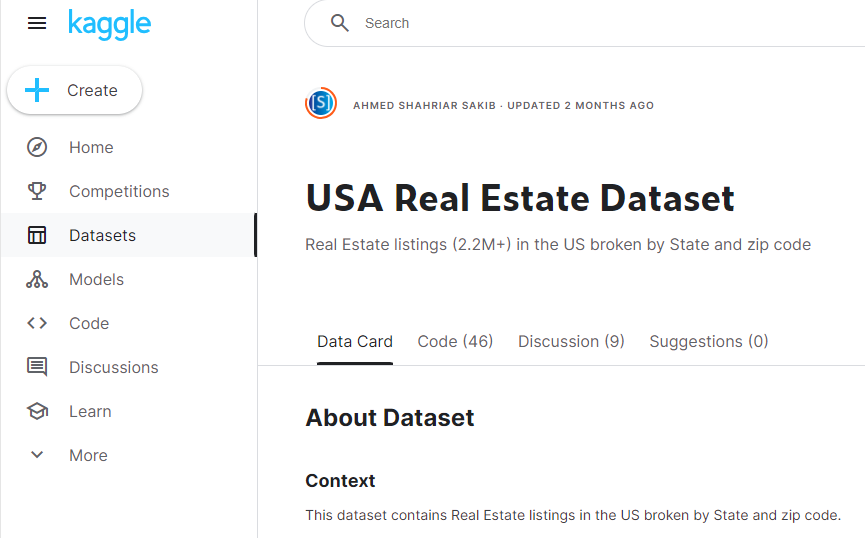 kaggle
Search
Create
Home
Competitions
Datasets
Models
Code
Discussions
Learn
More
[S]
AHMED SHAHRIAR SAKIB · UPDATED 2 MONTHS AGO
USA Real Estate Dataset
Real Estate listings (2.2M+) in the US broken by State and zip code
Data Card Code (46) Discussion (9) Suggestions (0)
About Dataset
Context
This dataset contains Real Estate listings in the US broken by State and zip code.